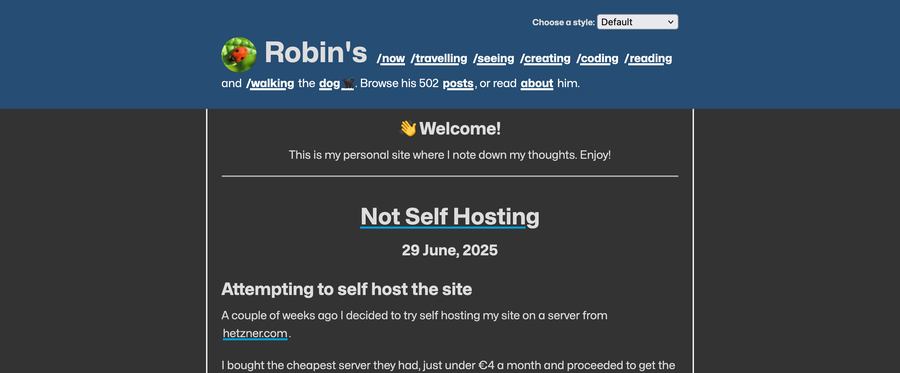 Choose a style: Default
Robin's /now /travelling /seeing /creating /coding /reading
and /walking the dog🐕‍⬛. Browse his 502 posts, or read about him.
👋 Welcome!
This is my personal site where I note down my thoughts. Enjoy!
Not Self Hosting
29 June, 2025
Attempting to self host the site
A couple of weeks ago I decided to try self hosting my site on a server from
hetzner.com.
I bought the cheapest server they had, just under €4 a month and proceeded to get the